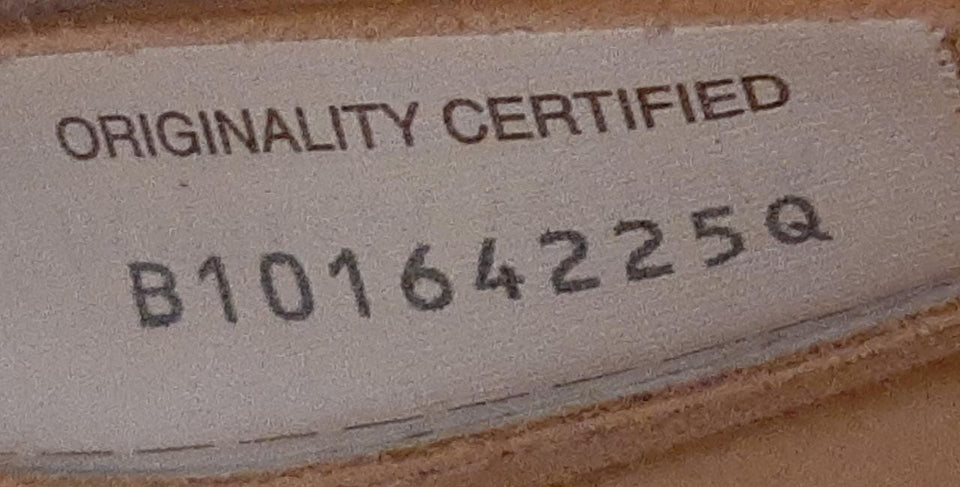 ORIGINALITY CERTIFIED
B10164225Q